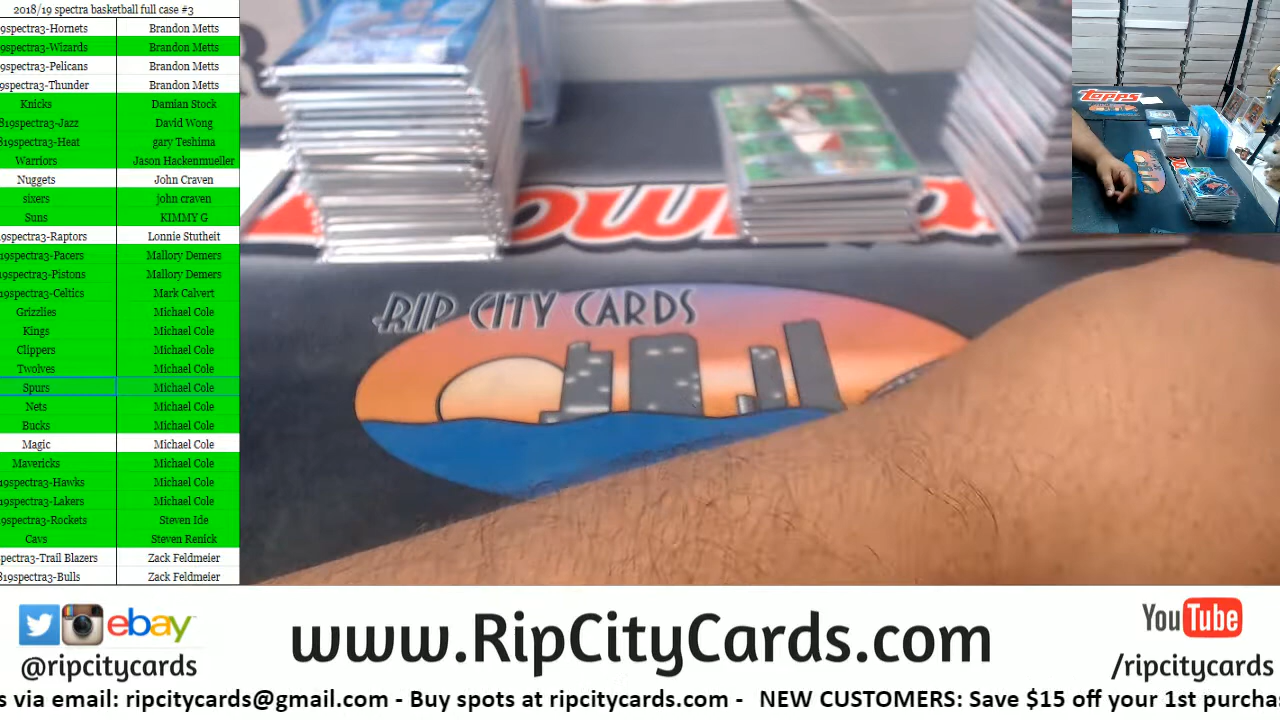 2018/19 spectra basketball full case #3
9spectra3-Hornets Brandon Metts
9spectra3-Wizards Brandon Metts
9spectra3-Pelicans Brandon Metts
9spectra3-Thunder Brandon Metts
Knicks Damian Stock
819spectra3-Jazz David Wong
819spectra3-Heat gary Teshima
Warriors Jason Hackenmueller
Nuggets John Craven
sixers john craven
Suns KIMMY G
9spectra3-Raptors Lonnie Stutheit
19spectra3-Pacers Mallory Demers
19spectra3-Pistons Mallory Demers
19spectra3-Celtics Mark Calvert
Grizzlies Michael Cole
Kings Michael Cole
Clippers Michael Cole
Twolves Michael Cole
Spurs Michael Cole
Nets Michael Cole
Bucks Michael Cole
Magic Michael Cole
Mavericks Michael Cole
19spectra3-Hawks Michael Cole
19spectra3-Lakers Michael Cole
9spectra3-Rockets Steven Ide
Cavs Steven Renick
spectra3-Trail Blazers Zack Feldmeier
819spectra3-Bulls Zack Feldmeier
Topps
RIP CITY CARDS
ebay
@ripcitycards
www.RipCityCards.com
YouTube
/ripcitycards
s via email: ripcitycards@gmail.com - Buy spots at ripcitycards.com - NEW CUSTOMERS: Save $15 off your 1st purcha